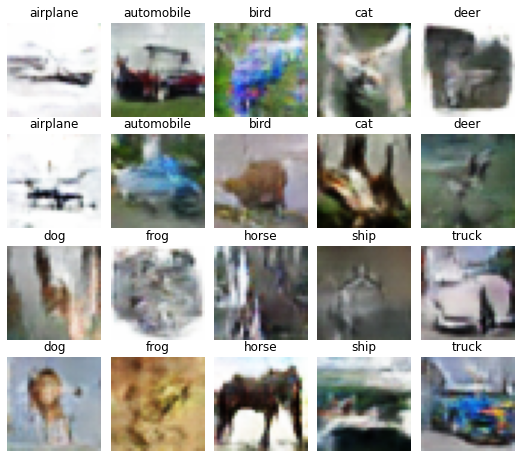 airplane automobile bird cat deer
airplane automobile bird cat deer
dog frog horse ship truck
dog frog horse ship truck